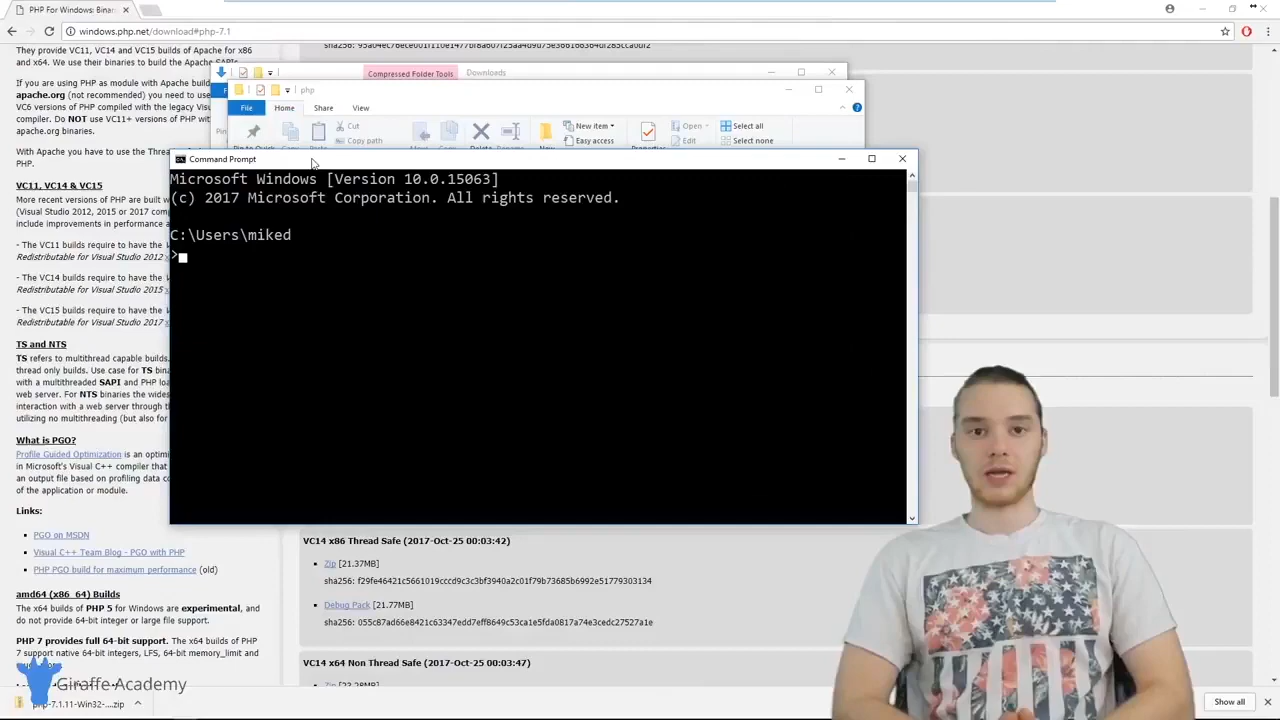 PHP For Windows: Binar
windows.php.net/download#php-7.1
They provide VC11, VC14 and VC15 builds of Apache for x86
and x64. We use their binaries to build the Apache SAPIs.
If you are using PHP as module with Apache builds
apache.org (not recommended) you need to use
VC6 versions of PHP compiled with the legacy Visual
compiler. Do NOT use VC11+ versions of PHP with
apache.org binaries.
With Apache you have to use the Thread
PHP.
VC11, VC14 & VC15
More recent versions of PHP are built w
(Visual Studio 2012, 2015 or 2017 comp
include improvements in performance a
- The VC11 builds require to have the
Redistributable for Visual Studio 2012
- The VC14 builds require to have the
Redistributable for Visual Studio 2015
- The VC15 builds require to have the
Redistributable for Visual Studio 2017
TS and NTS
TS refers to multithread capable builds.
thread only builds. Use case for TS bin
with a multithreaded SAPI and PHP loa
web server. For NTS binaries the wides
interaction with a web server through th
utilizing no multithreading (but also for
What is PGO?
Profile Guided Optimization is an optimi
in Microsoft's Visual C++ compiler that
an output file based on profiling data co
of the application or module.
Links:
PGO on MSDN
Visual C++ Team Blog - PGO with PHP
PHP PGO build for maximum performance (old)
amd64 (x86_64) Builds
The x64 builds of PHP 5 for Windows are experimental, and
do not provide 64-bit integer or large file support.
PHP 7 provides full 64-bit support. The x64 builds of PHP
7 support native 64-bit integers, LFS, 64-bit memory_limit and
Compressed Folder Tools
Downloads
php
File
Home
Share
View
Cut
Copy path
New item
Easy access
Open
Edit
Select all
Select none
Command Prompt
Microsoft Windows [Version 10.0.15063]
(c) 2017 Microsoft Corporation. All rights reserved.
C:\Users\miked
>
VC14 x86 Thread Safe (2017-Oct-25 00:03:42)
Zip [21.37MB]
sha256: f29fe46421c5661019cccd9c3c3bf3940a2c01f79b73685b6992e51779303134
Debug Pack [21.77MB]
sha256: 055c87ad66e8421c63347edd7eff8649c53ca1e5fda0817a74e3cedc27527a1e
VC14 x64 Non Thread Safe (2017-Oct-25 00:03:47)
Zip [23.28MB]
Giraffe Academy
php-7.1.11-Win32-....zip
Show all